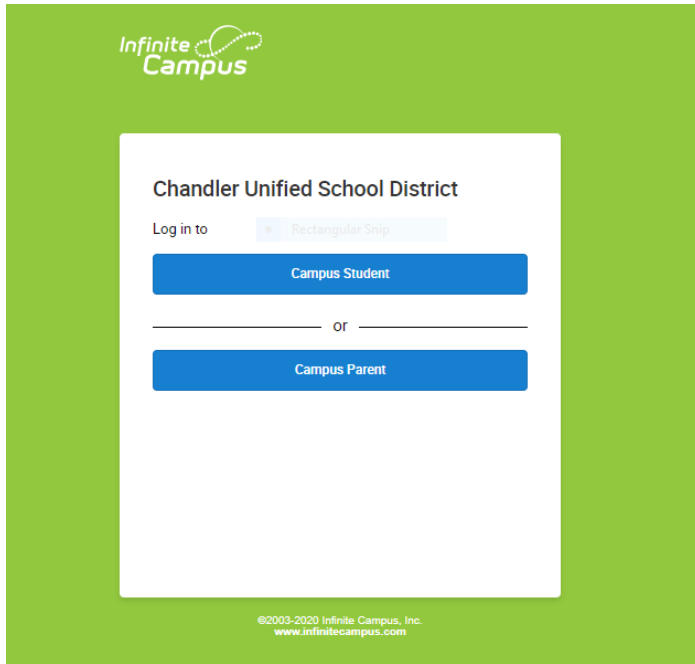 Infinite
Campus
Chandler Unified School District
Log in to
Rectangular Snip
Campus Student
or
Campus Parent
©2003-2020 Infinite Campus, Inc.
www.infinitecampus.com